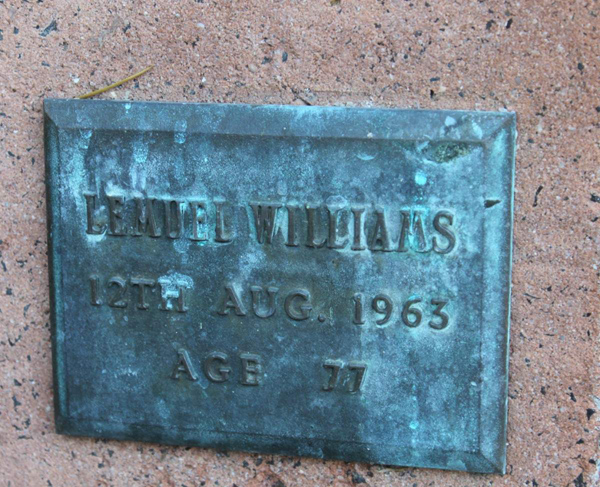 LEMUEL WILLIAMS
12TH AUG. 1963
AGE 77